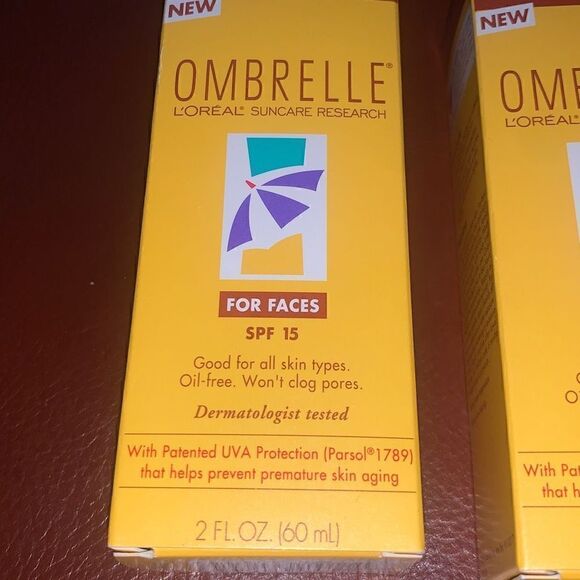 NEW
OMBRELLE®
L'ORÉAL® SUNCARE RESEARCH
FOR FACES
SPF 15
Good for all skin types.
Oil-free. Won't clog pores.
Dermatologist tested
With Patented UVA Protection (Parsol®1789)
that helps prevent premature skin aging
2 FL. OZ. (60 mL)
NEW
OMB
L'ORÉAL®
With Pat
that h